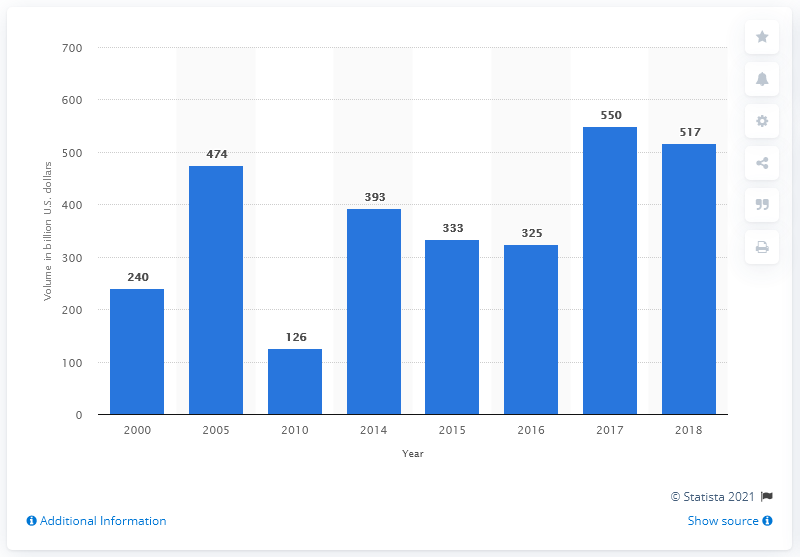 700
600
500
400
300
200
100
0
Volume in billion U.S. dollars
240
474
126
393
333
325
550
517
2000 2005 2010 2014 2015 2016 2017 2018
Year
© Statista 2021
Additional Information
Show source